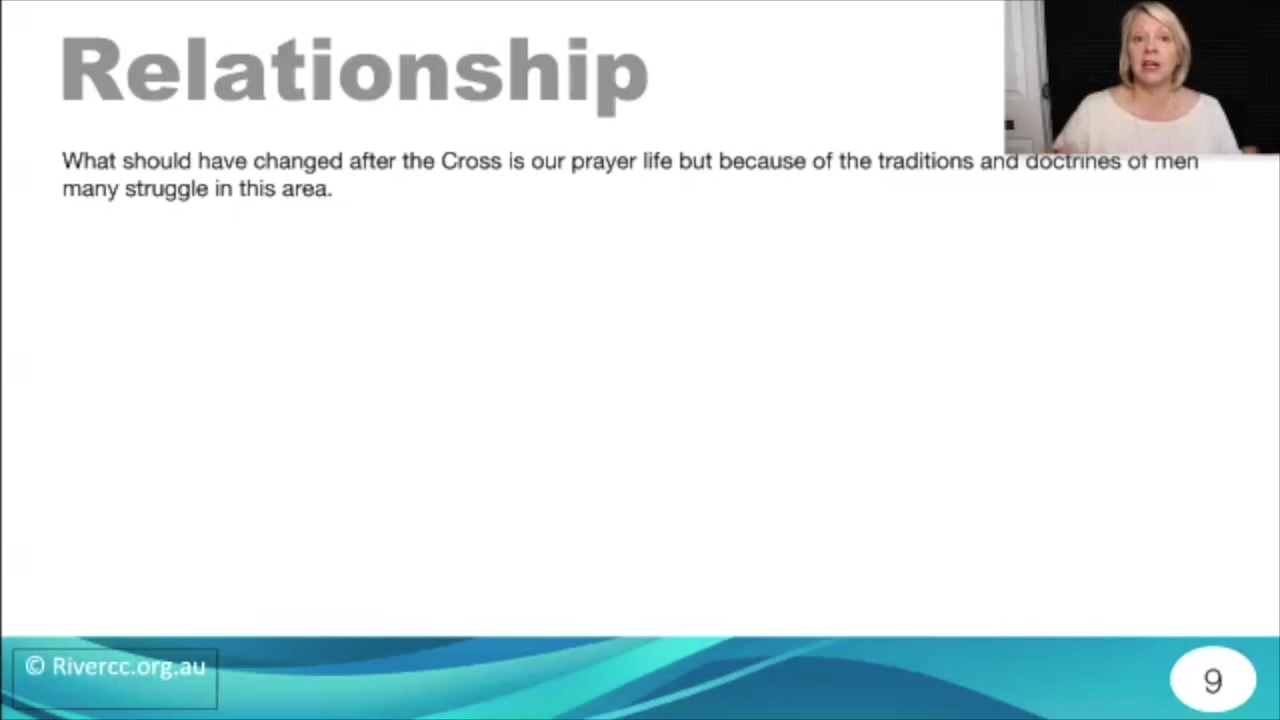 Relationship
What should have changed after the Cross is our prayer life but because of the traditions and doctrines of men
many struggle in this area.
© Rivercc.org.au
9